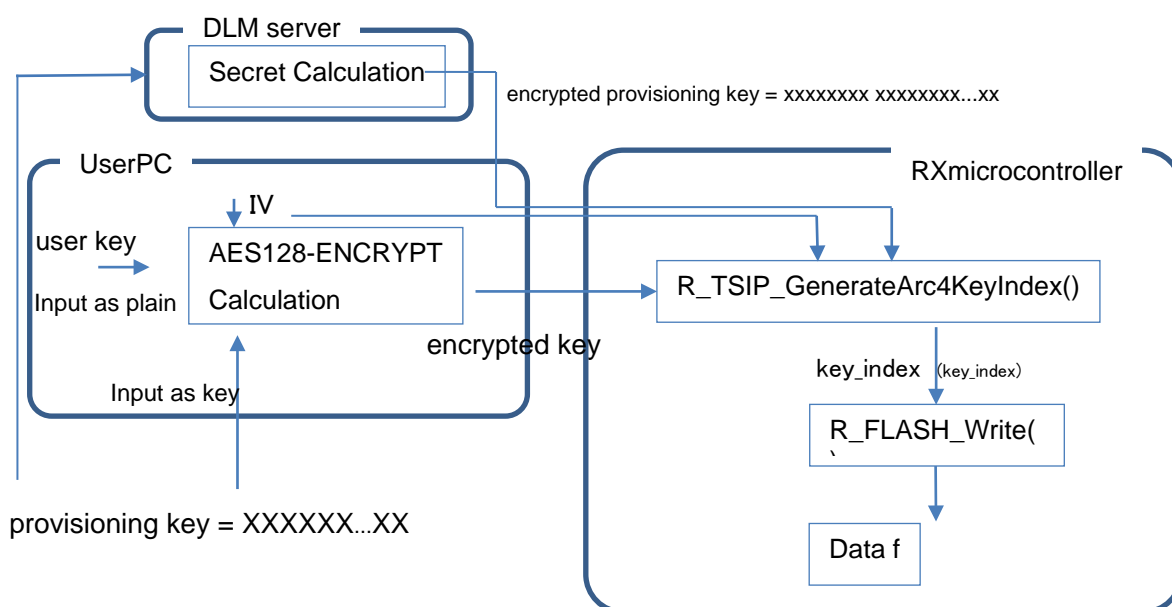 DLM server
Secret Calculation
encrypted provisioning key = xxxxxxxx xxxxxxxx...xx
UserPC
RXmicrocontroller
IV
user key
AES128-ENCRYPT
Calculation
Input as plain
R_TSIP_GenerateArc4KeyIndex()
encrypted key
key_index (key_index)
Input as key
R_FLASH_Write(
provisioning key = XXXXXX...XX
Data f